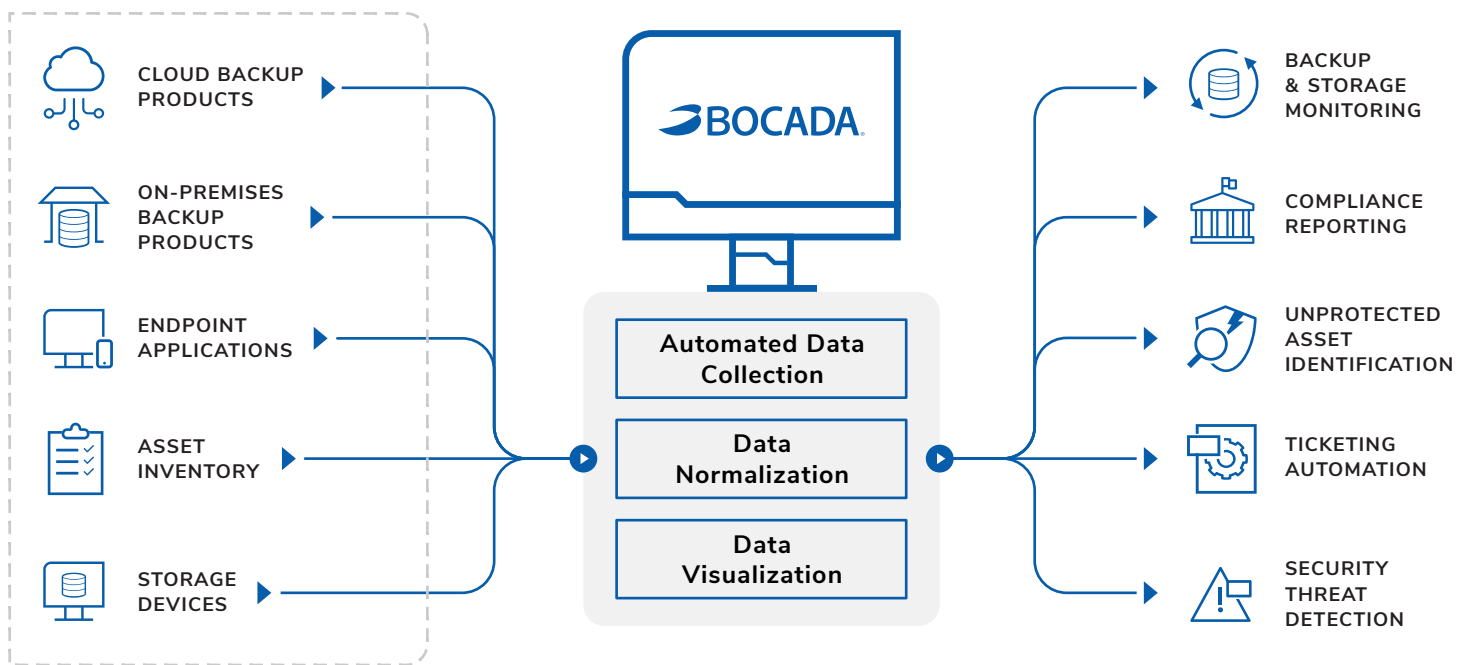 CLOUD BACKUP
PRODUCTS
ON-PREMISES
BACKUP
PRODUCTS
ENDPOINT
APPLICATIONS
ASSET
INVENTORY
STORAGE
DEVICES
BOCADA
Automated Data
Collection
Data
Normalization
Data
Visualization
BACKUP
& STORAGE
MONITORING
COMPLIANCE
REPORTING
UNPROTECTED
ASSET
IDENTIFICATION
TICKETING
AUTOMATION
SECURITY
THREAT
DETECTION